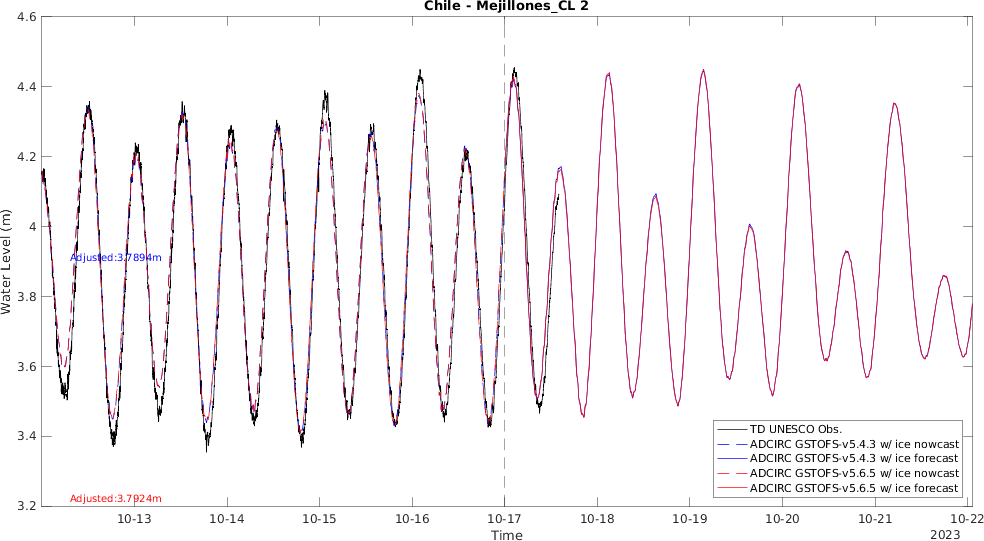 Chile - Mejillones_CL 2
4.6
4.4
4.2
4
3.8
3.6
3.4
3.2
Water Level (m)
Adjusted:3.7894m
Adjusted:3.7924m
TD UNESCO Obs.
ADCIRC GSTOFS-v5.4.3 w/ ice nowcast
ADCIRC GSTOFS-v5.4.3 w/ ice forecast
ADCIRC GSTOFS-v5.6.5 w/ ice nowcast
ADCIRC GSTOFS-v5.6.5 w/ ice forecast
10-13 10-14 10-15 10-16 10-17 10-18 10-19 10-20 10-21 10-22
Time
2023